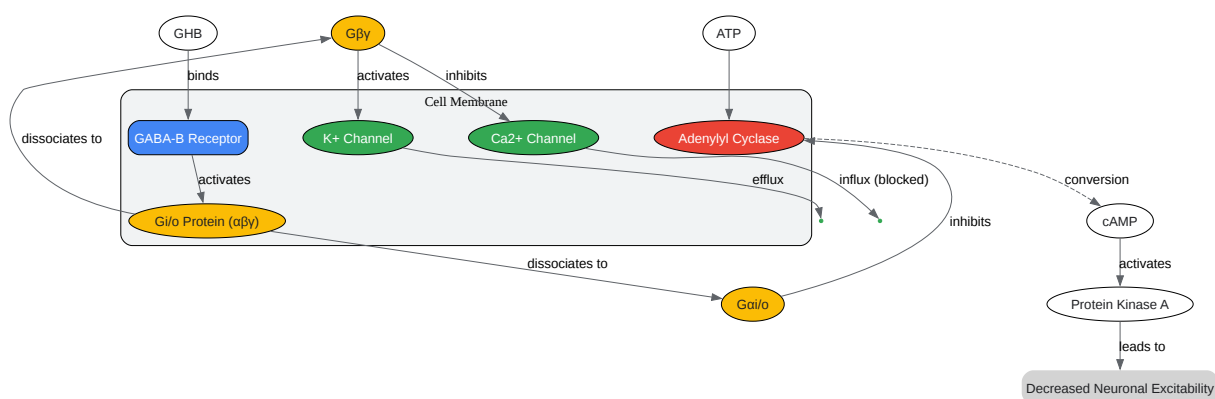 GHB
Gβγ
ATP
binds
activates
inhibits
Cell Membrane
dissociates to
GABA-B Receptor
K+ Channel
Ca2+ Channel
Adenylyl Cyclase
activates
efflux
influx (blocked)
conversion
Gi/o Protein (αβγ)
inhibits
cAMP
dissociates to
activates
Gαi/o
Protein Kinase A
leads to
Decreased Neuronal Excitability